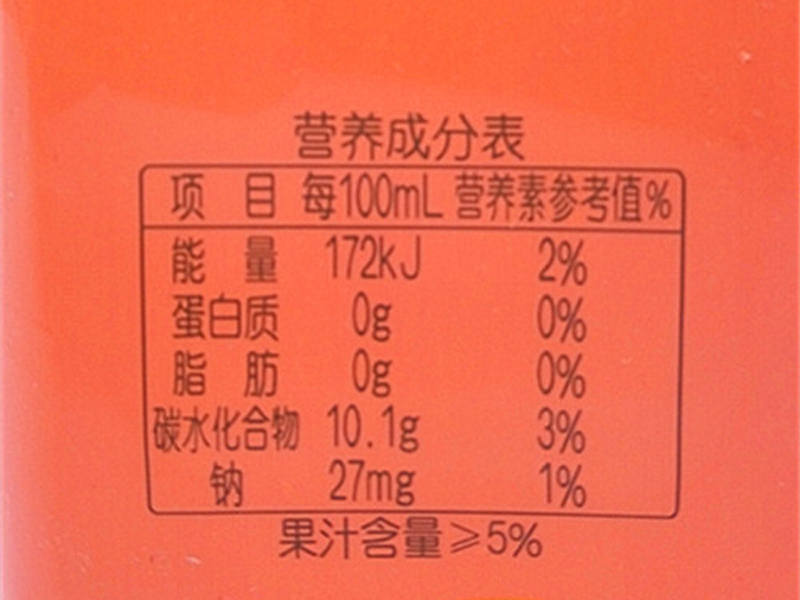 营养成分表
项 目 每100mL 营养素参考值%
能 量 172kJ 2%
蛋白质 0g 0%
脂 肪 0g 0%
碳水化合物 10.1g 3%
钠 27mg 1%
果汁含量≥5%